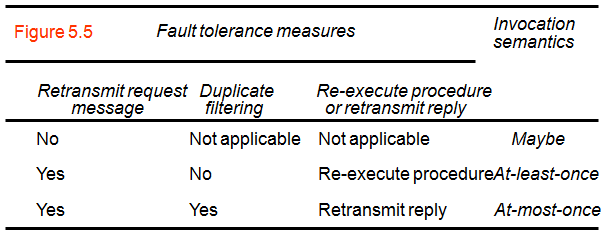 Figure 5.5 Fault tolerance measures Invocation
semantics
Retransmit request Duplicate Re-execute procedure
message filtering or retransmit reply
No Not applicable Not applicable Maybe
Yes No Re-execute procedure At-least-once
Yes Yes Retransmit reply At-most-once